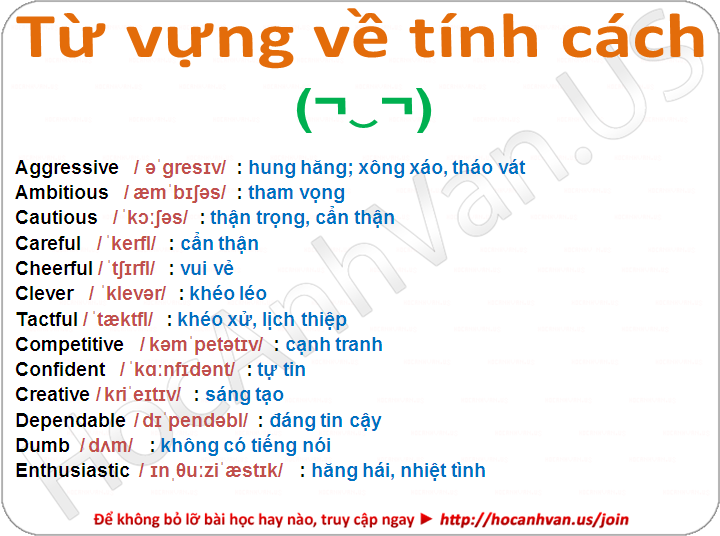 Từ vựng về tính cách
(¬‿¬)
Aggressive / əˈgresɪv/ : hung hăng; xông xáo, tháo vát
Ambitious / æmˈbɪʃəs/ : tham vọng
Cautious / ˈkɔːʃəs/ : thận trọng, cẩn thận
Careful / ˈkerfl/ : cẩn thận
Cheerful / ˈtʃɪrfl/ : vui vẻ
Clever / ˈklevər/ : khéo léo
Tactful / ˈtæktfl/ : khéo xử, lịch thiệp
Competitive / kəmˈpetətɪv/ : cạnh tranh
Confident / ˈkɑːnfɪdənt/ : tự tin
Creative / kriˈeɪtɪv/ : sáng tạo
Dependable / dɪˈpendəbl/ : đáng tin cậy
Dumb / dʌm/ : không có tiếng nói
Enthusiastic / ɪnˌθuːziˈæstɪk/ : hăng hái, nhiệt tình
Để không bỏ lỡ bài học hay nào, truy cập ngay ► http://hocanhvan.us/join
HocAnhVan.US